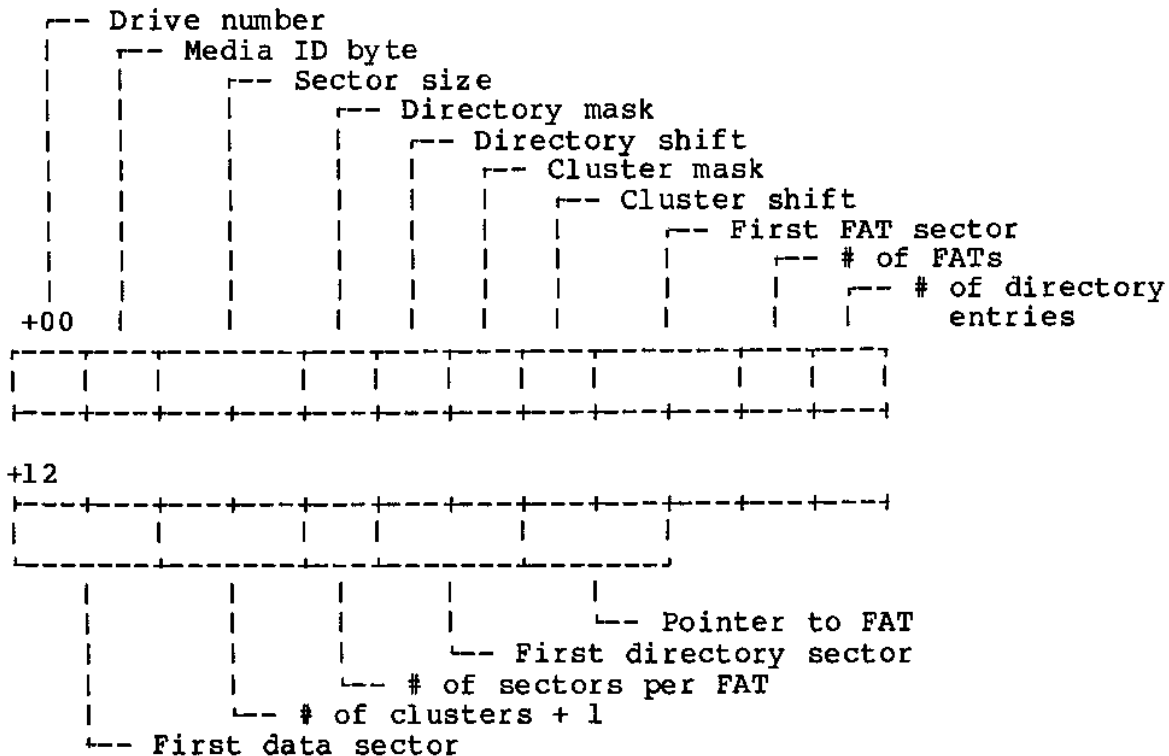 Drive number
Media ID byte
Sector size
Directory mask
Directory shift
Cluster mask
Cluster shift
First FAT sector
# of FATs
# of directory
+00 entries
+12
Pointer to FAT
First directory sector
# of sectors per FAT
# of clusters + 1
First data sector